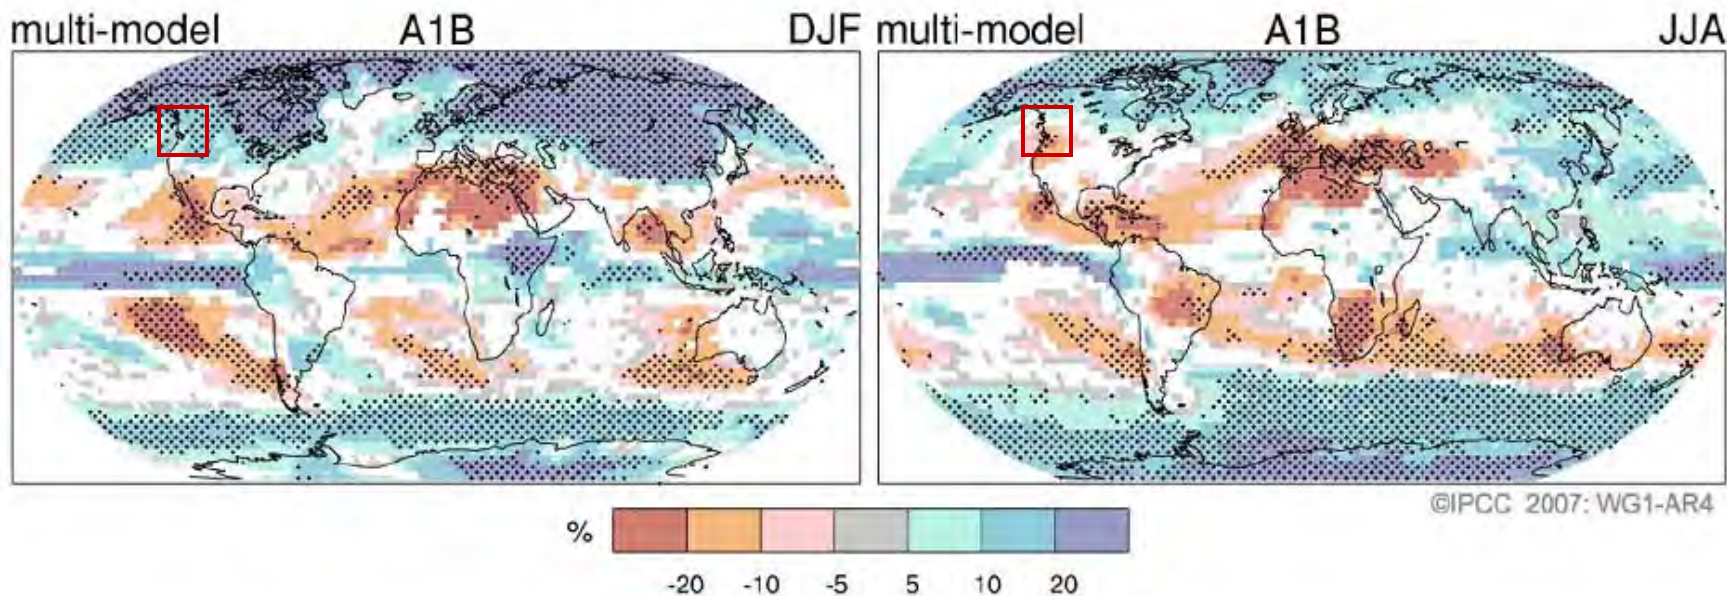 multi-model A1B DJF
multi-model A1B JJA
©IPCC 2007: WG1-AR4
%
-20 -10 -5 5 10 20